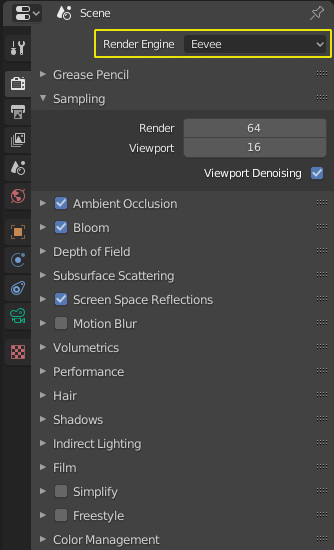 Scene
Render Engine Eevee
Grease Pencil
Sampling
Render 64
Viewport 16
Viewport Denoising
Ambient Occlusion
Bloom
Depth of Field
Subsurface Scattering
Screen Space Reflections
Motion Blur
Volumetrics
Performance
Hair
Shadows
Indirect Lighting
Film
Simplify
Freestyle
Color Management